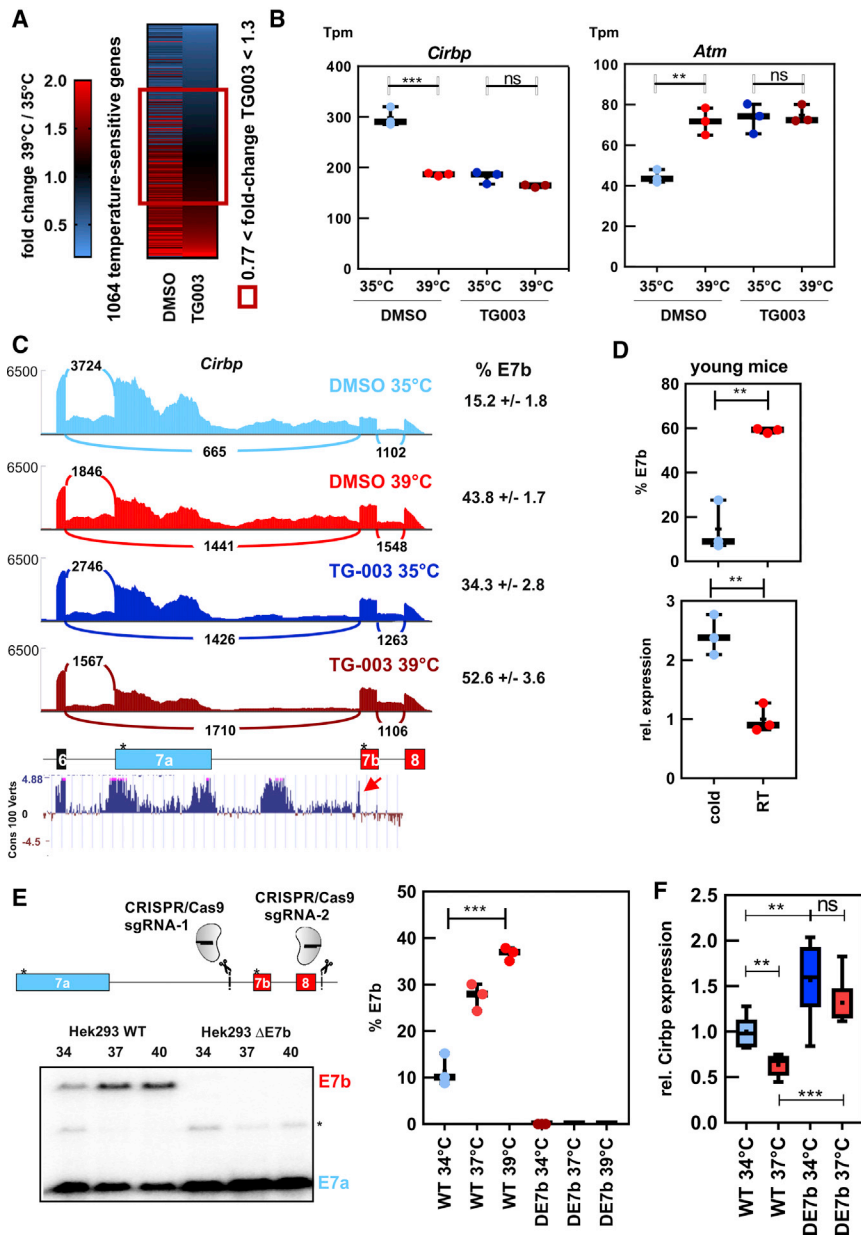 A
fold change 39°C / 35°C
2.0
1.5
1.0
0.5
1064 temperature-sensitive genes
DMSO
TG003
0.77 < fold-change TG003 < 1.3
B
Tpm
Cirbp
400
300
200
100
0
***
ns
35°C
39°C
35°C
39°C
DMSO
TG003
Tpm
Atm
100
80
60
40
20
0
**
ns
35°C
39°C
35°C
39°C
DMSO
TG003
C
Cirbp
% E7b
6500
3724
DMSO 35°C
15.2 +/- 1.8
665
1102
6500
1846
DMSO 39°C
43.8 +/- 1.7
1441
1548
6500
2746
TG-003 35°C
34.3 +/- 2.8
1426
1263
6500
1567
TG-003 39°C
52.6 +/- 3.6
1710
1106
6
*
7a
*
7b
8
Cons 100 Verts
4.88
0
-4.5
D
young mice
% E7b
80
60
40
20
10
0
**
rel. expression
3
2
1
0
**
cold
RT
E
CRISPR/Cas9
sgRNA-1
CRISPR/Cas9
sgRNA-2
*
7a
*
7b
8
Hek293 WT
Hek293 ΔE7b
34 37 40 34 37 40
E7b
*
E7a
% E7b
50
40
30
20
10
0
***
WT 34°C
WT 37°C
WT 39°C
DE7b 34°C
DE7b 37°C
DE7b 39°C
F
rel. Cirbp expression
2.5
2.0
1.5
1.0
0.5
0.0
**
ns
**
***
WT 34°C
WT 37°C
DE7b 34°C
DE7b 37°C